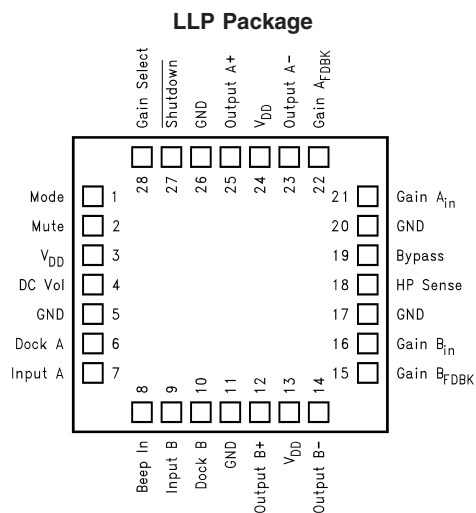 LLP Package
Gain Select
Shutdown
GND
Output A+
VDD
Output A-
Gain AFDBK
28
27
26
25
24
23
22
Mode 1
Mute 2
VDD 3
DC Vol 4
GND 5
Dock A 6
Input A 7
21 Gain Ain
20 GND
19 Bypass
18 HP Sense
17 GND
16 Gain Bin
15 Gain BFDBK
8
9
10
11
12
13
14
Beep In
Input B
Dock B
GND
Output B+
VDD
Output B-